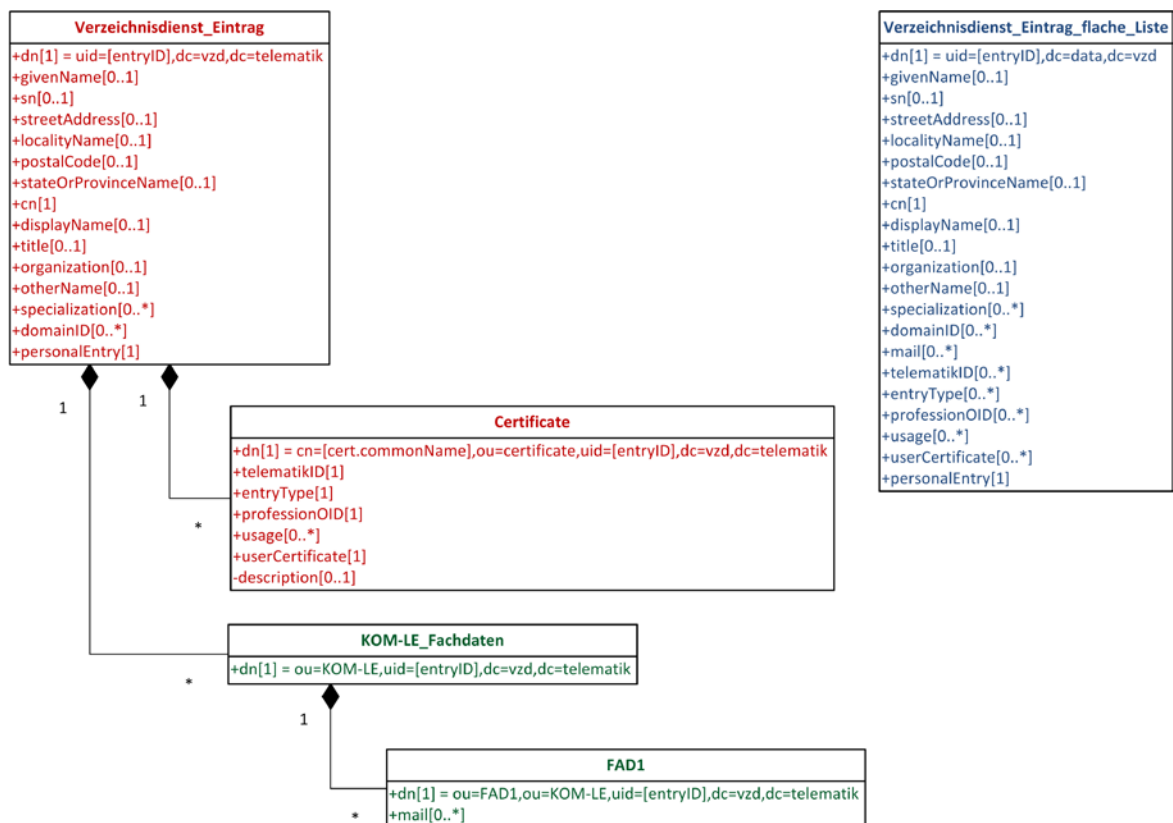 Verzeichnisdienst_Eintrag
+dn[1] = uid=[entryID],dc=vzd,dc=telematik
+givenName[0..1]
+sn[0..1]
+streetAddress[0..1]
+localityName[0..1]
+postalCode[0..1]
+stateOrProvinceName[0..1]
+cn[1]
+displayName[0..1]
+title[0..1]
+organization[0..1]
+otherName[0..1]
+specialization[0..*]
+domainID[0..*]
+personalEntry[1]
Verzeichnisdienst_Eintrag_flache_Liste
+dn[1] = uid=[entryID],dc=data,dc=vzd
+givenName[0..1]
+sn[0..1]
+streetAddress[0..1]
+localityName[0..1]
+postalCode[0..1]
+stateOrProvinceName[0..1]
+cn[1]
+displayName[0..1]
+title[0..1]
+organization[0..1]
+otherName[0..1]
+specialization[0..*]
+domainID[0..*]
+mail[0..*]
+telematikID[0..*]
+entryType[0..*]
+professionOID[0..*]
+usage[0..*]
+userCertificate[0..*]
+personalEntry[1]
1
1
Certificate
+dn[1] = cn=[cert.commonName],ou=certificate,uid=[entryID],dc=vzd,dc=telematik
+telematikID[1]
+entryType[1]
+professionOID[1]
+usage[0..*]
+userCertificate[1]
-description[0..1]
*
KOM-LE_Fachdaten
+dn[1] = ou=KOM-LE,uid=[entryID],dc=vzd,dc=telematik
*
1
FAD1
+dn[1] = ou=FAD1,ou=KOM-LE,uid=[entryID],dc=vzd,dc=telematik
+mail[0..*]
*